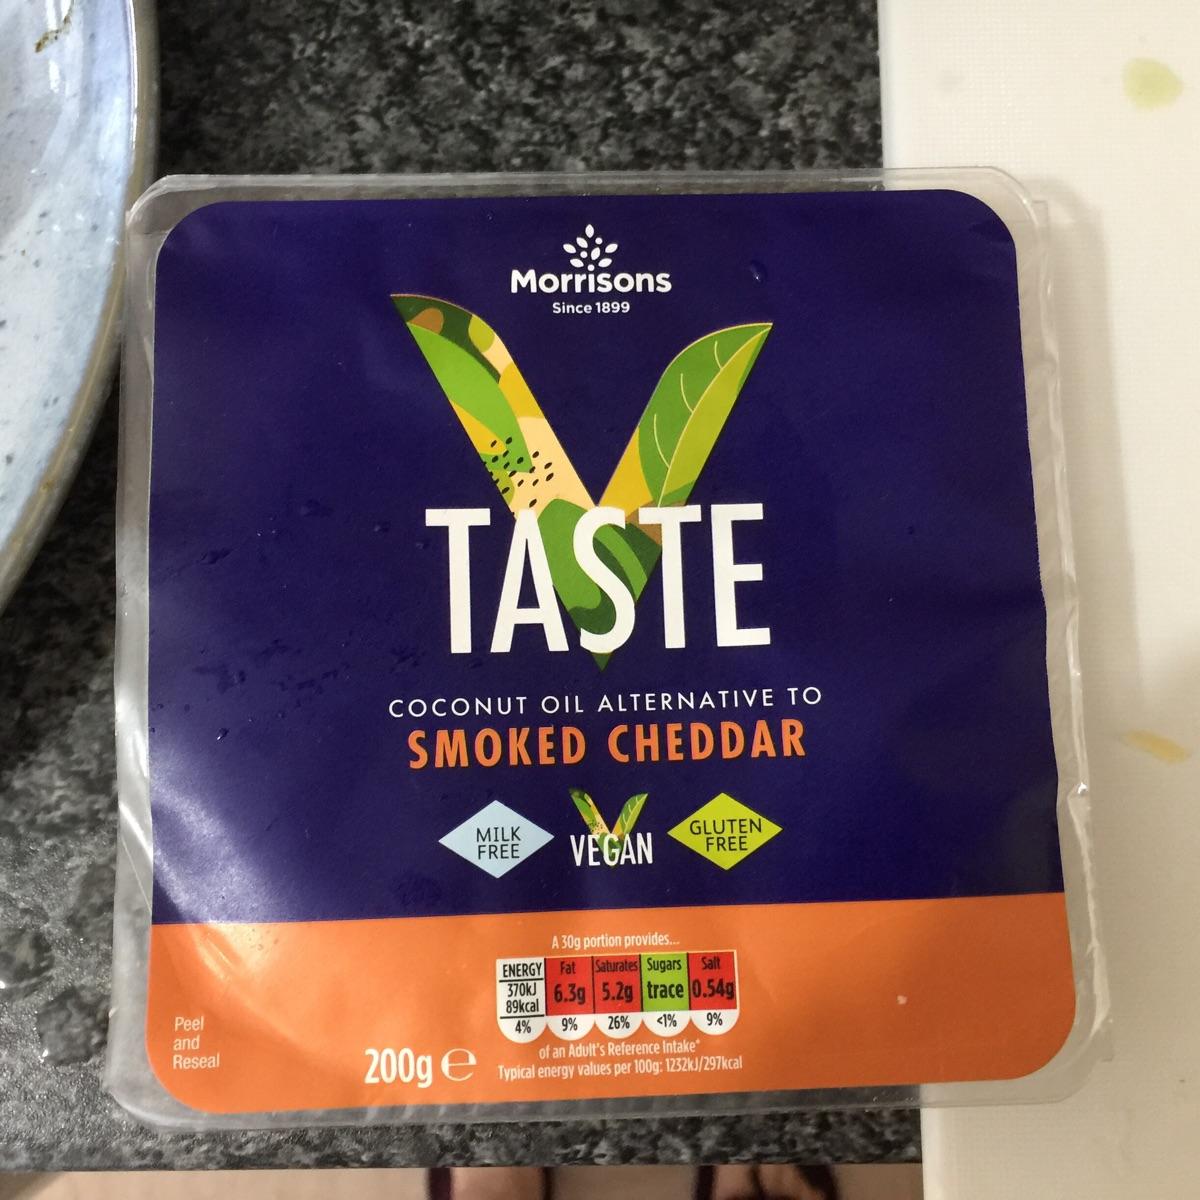 Morrisons
Since 1899
V
TASTE
COCONUT OIL ALTERNATIVE TO
SMOKED CHEDDAR
MILK
FREE
VEGAN
GLUTEN
FREE
A 30g portion provides...
ENERGY Fat Saturates Sugars Salt
370kJ
89kcal 6.3g 5.2g trace 0.54g
4% 9% 26% <1% 9%
of an Adult's Reference Intake*
Typical energy values per 100g: 1232kJ/297kcal
Peel
and
Reseal
200g e